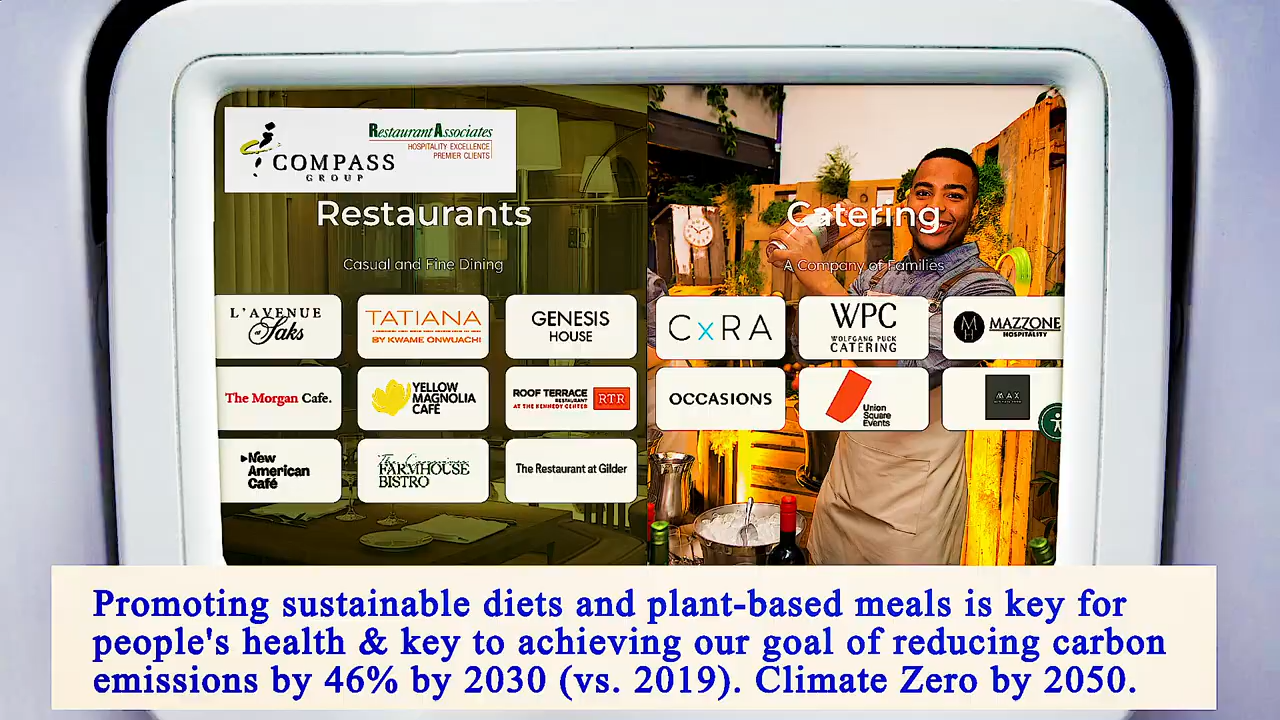 COMPASS
GROUP
Restaurant Associates
HOSPITALITY EXCELLENCE
PREMIER CLIENTS
Restaurants
Casual and Fine Dining
L'AVENUE
at Saks
TATIANA
BY KWAME ONWUACHI
GENESIS
HOUSE
The Morgan Cafe.
YELLOW
MAGNOLIA
CAFÉ
ROOF TERRACE
RESTAURANT
AT THE KENNEDY CENTER
RTR
New
American
Café
FARMHOUSE
BISTRO
The Restaurant at Gilder
Catering
A Company of Families
CxRA
WPC
WOLFGANG PUCK
CATERING
MH
MAZZONE
HOSPITALITY
OCCASIONS
Union
Square
Events
MAX
Promoting sustainable diets and plant-based meals is key for
people's health & key to achieving our goal of reducing carbon
emissions by 46% by 2030 (vs. 2019). Climate Zero by 2050.